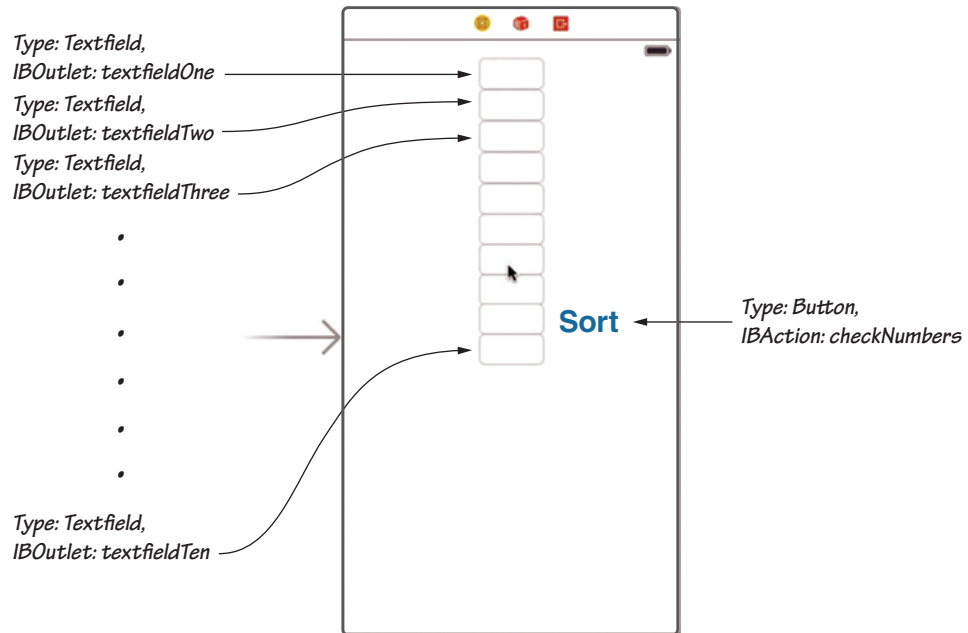 Type: Textfield,
IBOutlet: textfieldOne
Type: Textfield,
IBOutlet: textfieldTwo
Type: Textfield,
IBOutlet: textfieldThree
Sort
Type: Button,
IBAction: checkNumbers
Type: Textfield,
IBOutlet: textfieldTen